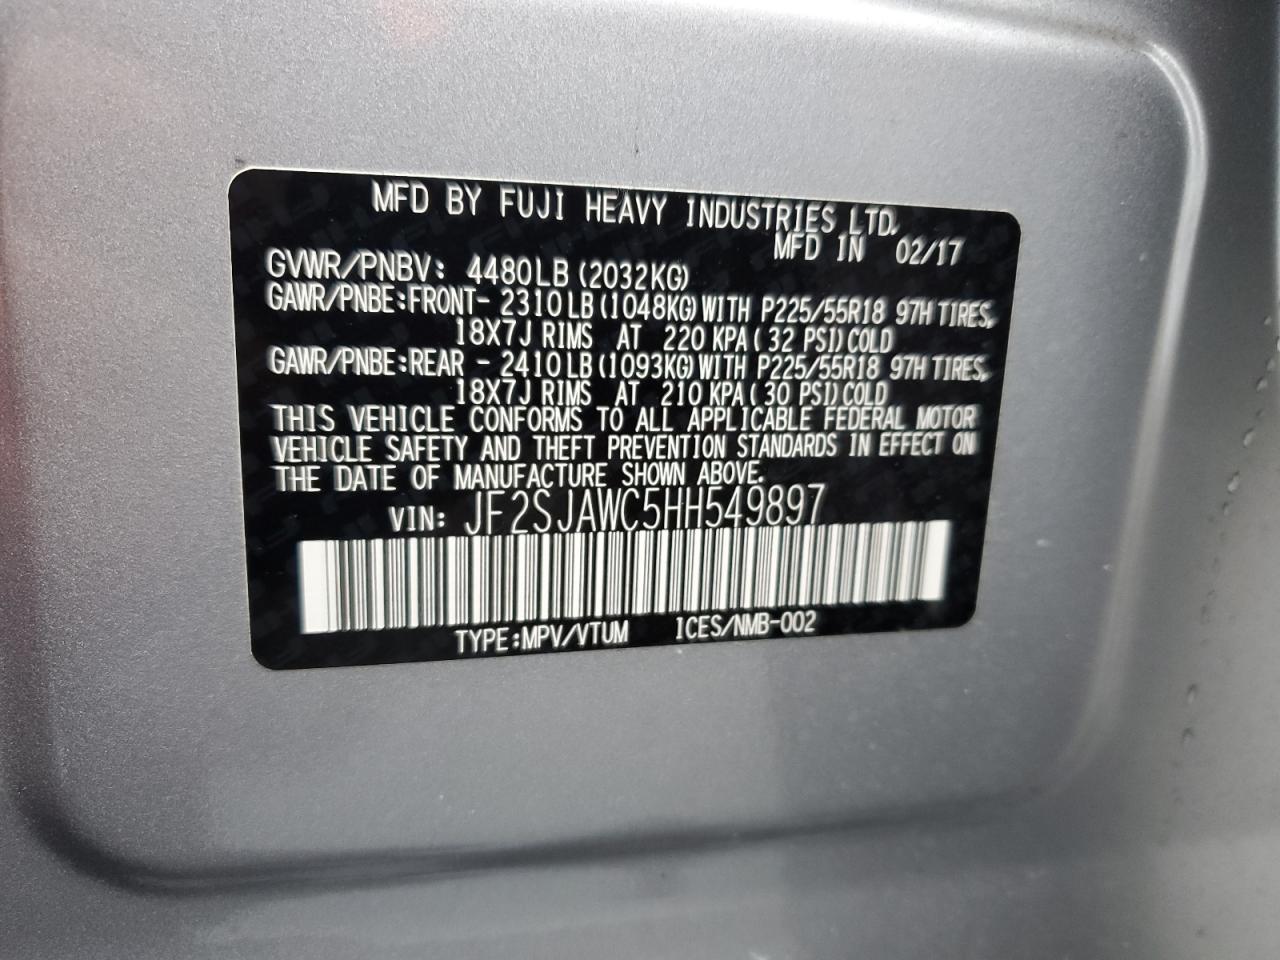 MFD BY FUJI HEAVY INDUSTRIES LTD.
MFD IN 02/17
GVWR/PNBV: 4480LB (2032KG)
GAWR/PNBE:FRONT- 2310LB (1048KG) WITH P225/55R18 97H TIRES,
18X7J RIMS AT 220 KPA( 32 PSI) COLD
GAWR/PNBE:REAR - 2410LB (1093KG) WITH P225/55R18 97H TIRES,
18X7J RIMS AT 210 KPA( 30 PSI) COLD
THIS VEHICLE CONFORMS TO ALL APPLICABLE FEDERAL MOTOR
VEHICLE SAFETY AND THEFT PREVENTION STANDARDS IN EFFECT ON
THE DATE OF MANUFACTURE SHOWN ABOVE.
VIN: JF2SJAWC5HH549897
TYPE:MPV/VTUM ICES/NMB-002